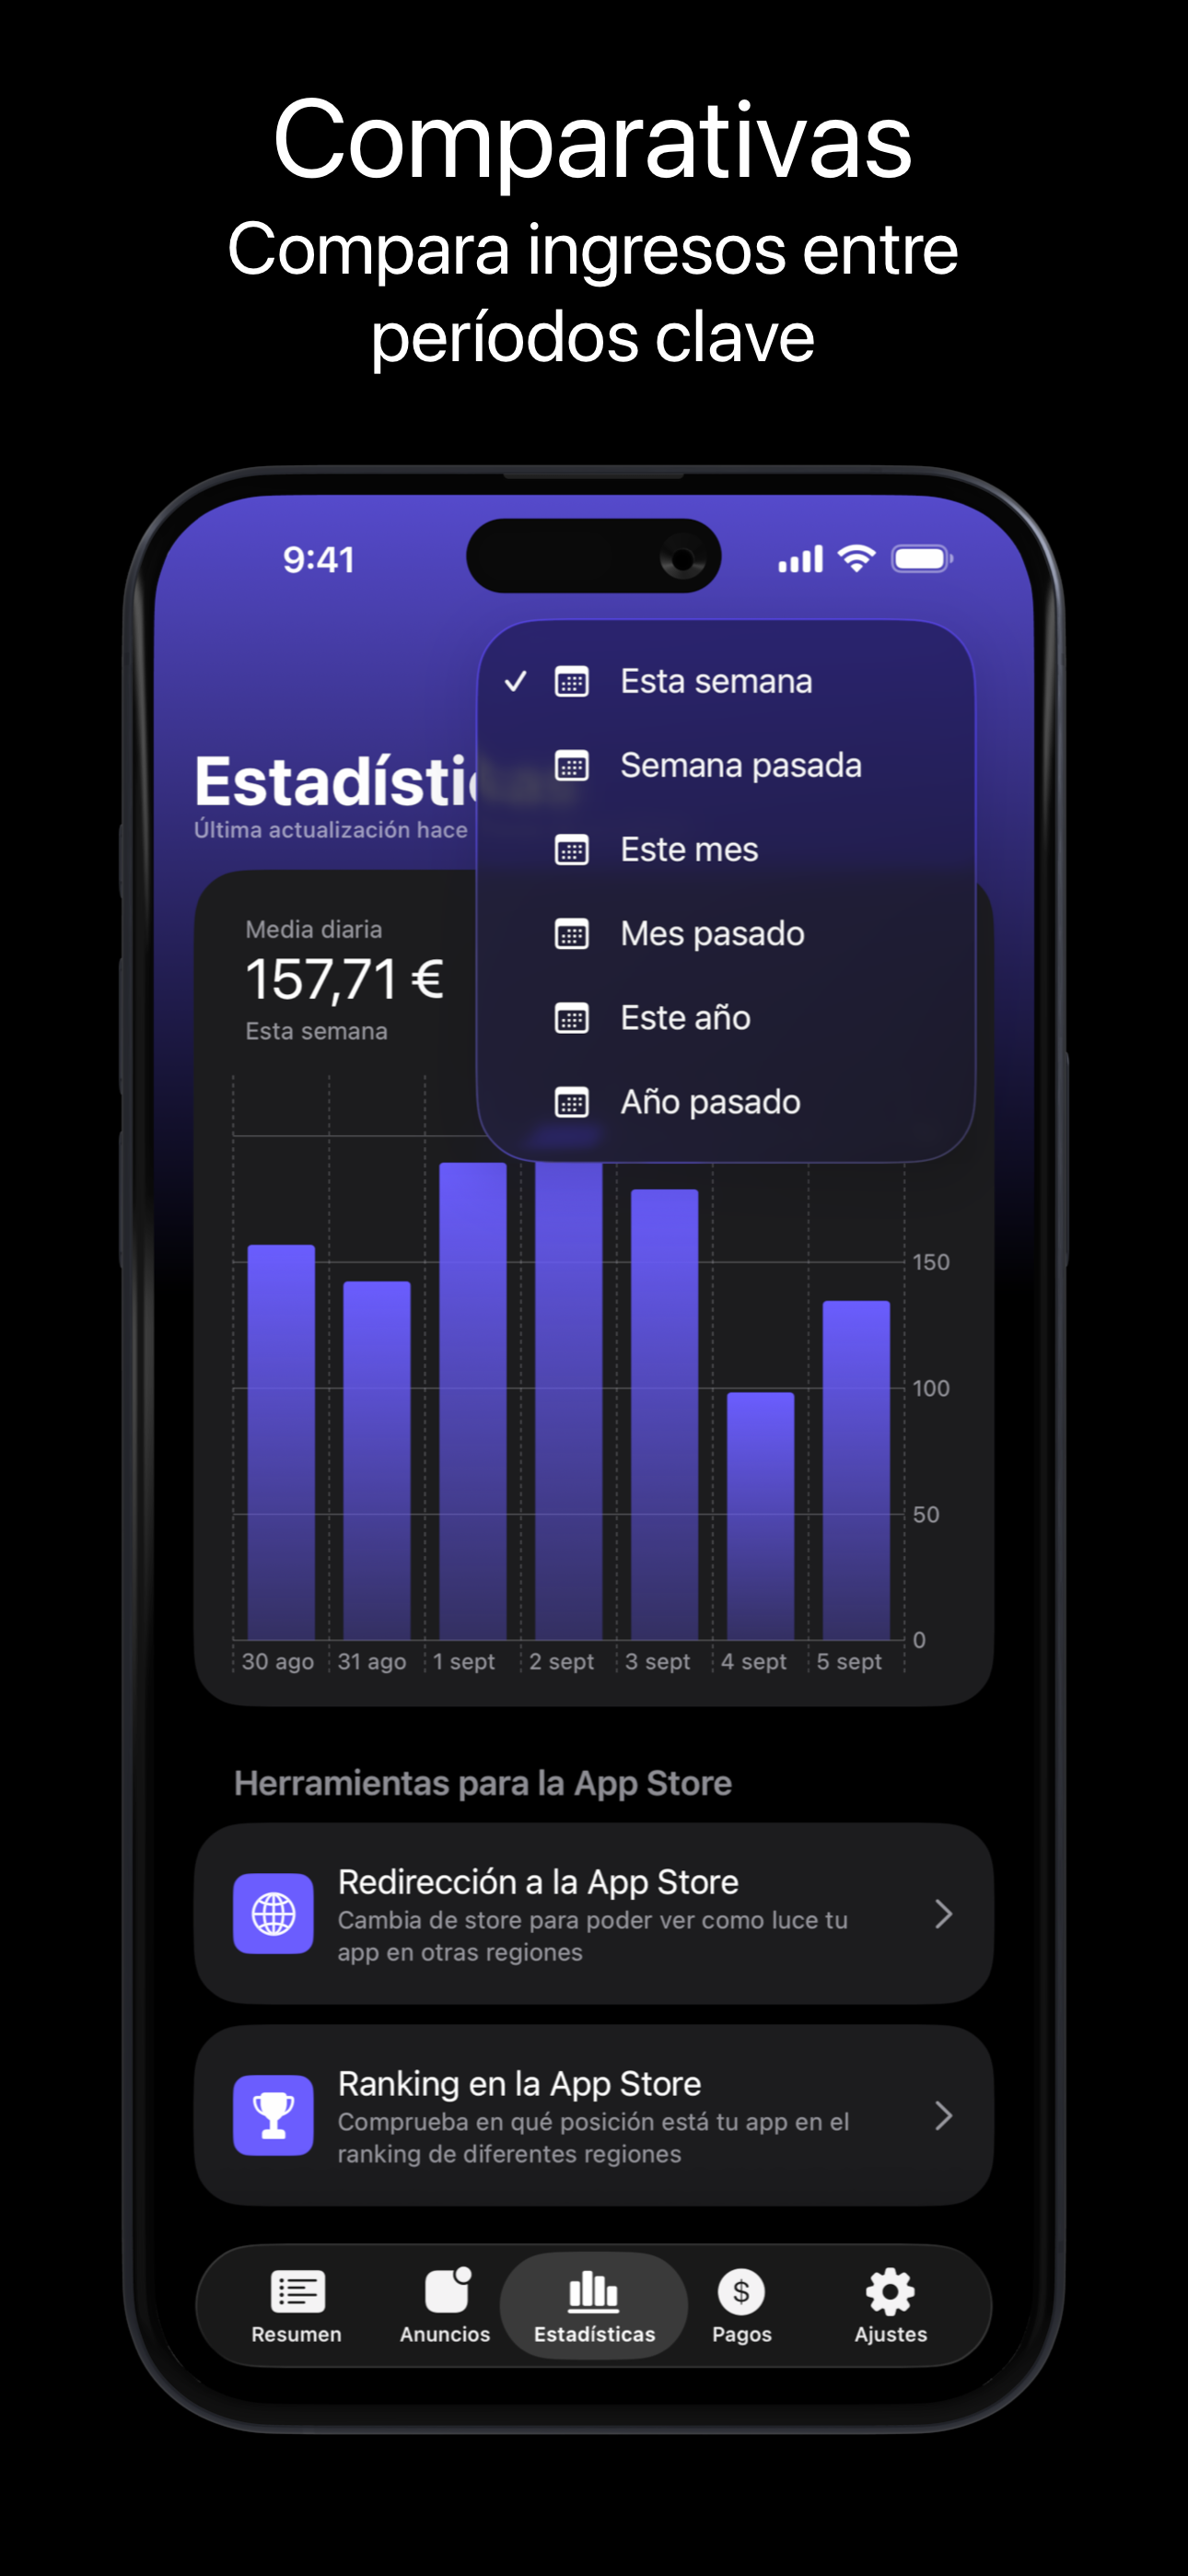 Comparativas
Compara ingresos entre
períodos clave
9:41
Esta semana
Semana pasada
Este mes
Mes pasado
Este año
Año pasado
Última actualización hace
Media diaria
157,71 €
Esta semana
150
100
50
0
30 ago
31 ago
1 sept
2 sept
3 sept
4 sept
5 sept
Herramientas para la App Store
Redirección a la App Store
Cambia de store para poder ver como luce tu
app en otras regiones
Ranking en la App Store
Comprueba en qué posición está tu app en el
ranking de diferentes regiones
Resumen
Anuncios
Estadísticas
$
Pagos
Ajustes